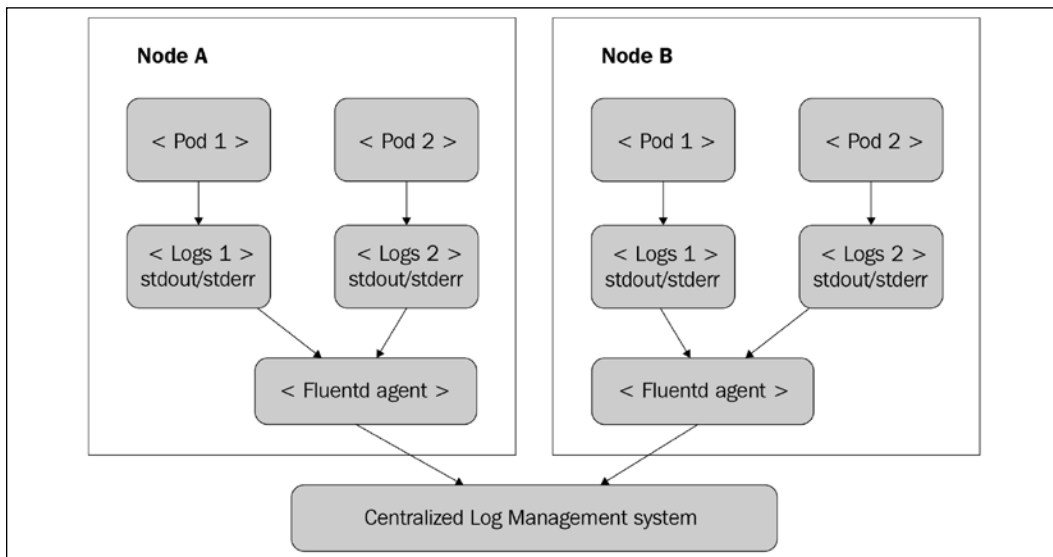 Node A
< Pod 1 >
< Pod 2 >
< Logs 1 >
stdout/stderr
< Logs 2 >
stdout/stderr
< Fluentd agent >
Node B
< Pod 1 >
< Pod 2 >
< Logs 1 >
stdout/stderr
< Logs 2 >
stdout/stderr
< Fluentd agent >
Centralized Log Management system